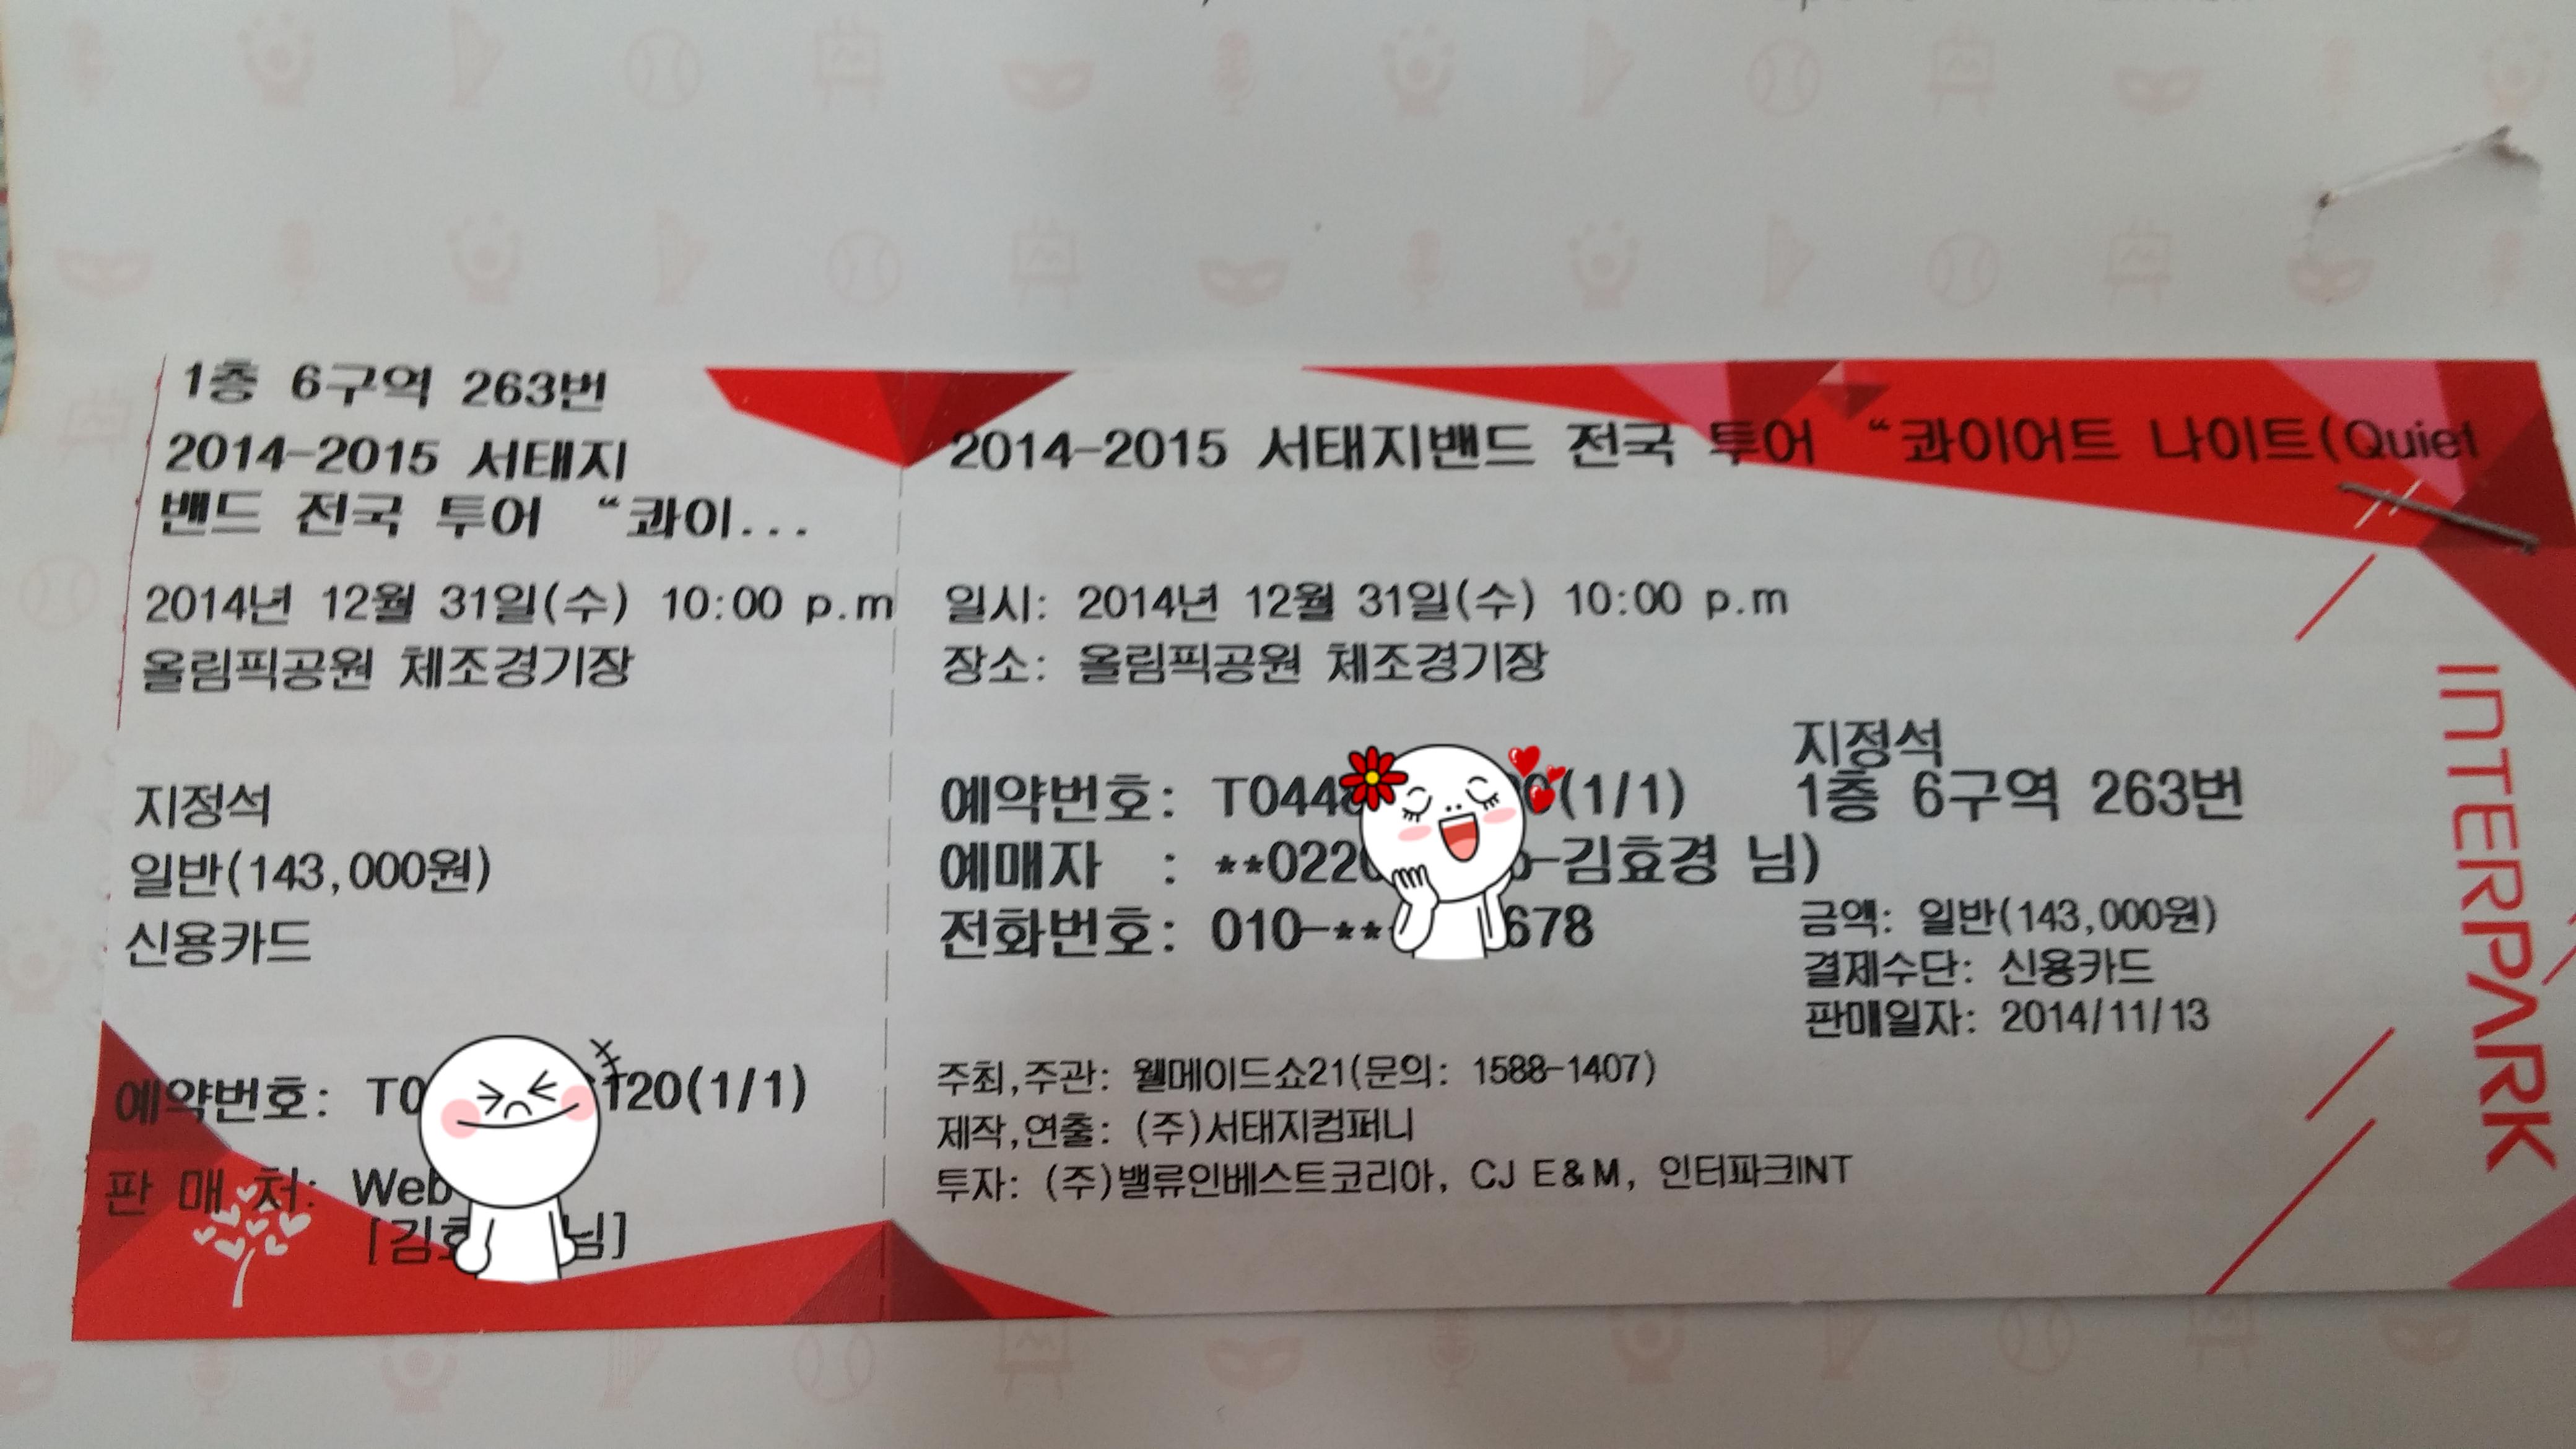 1층 6구역 263번
2014-2015 서태지
밴드 전국 투어 “콰이...
2014년 12월 31일(수) 10:00 p.m
올림픽공원 체조경기장
지정석
일반(143,000원)
신용카드
예약번호: T0 120(1/1)
판 매 처: Web
[김 님]
2014-2015 서태지밴드 전국 투어 “콰이어트 나이트(Quiet
일시: 2014년 12월 31일(수) 10:00 p.m
장소: 올림픽공원 체조경기장
예약번호: T044 (1/1)
예매자 : **022 -김효경 님)
전화번호: 010-** 678
지정석
1층 6구역 263번
금액: 일반(143,000원)
결제수단: 신용카드
판매일자: 2014/11/13
주최,주관: 웰메이드쇼21(문의: 1588-1407)
제작,연출: (주)서태지컴퍼니
투자: (주)밸류인베스트코리아, CJ E&M, 인터파크INT
INTERPARK